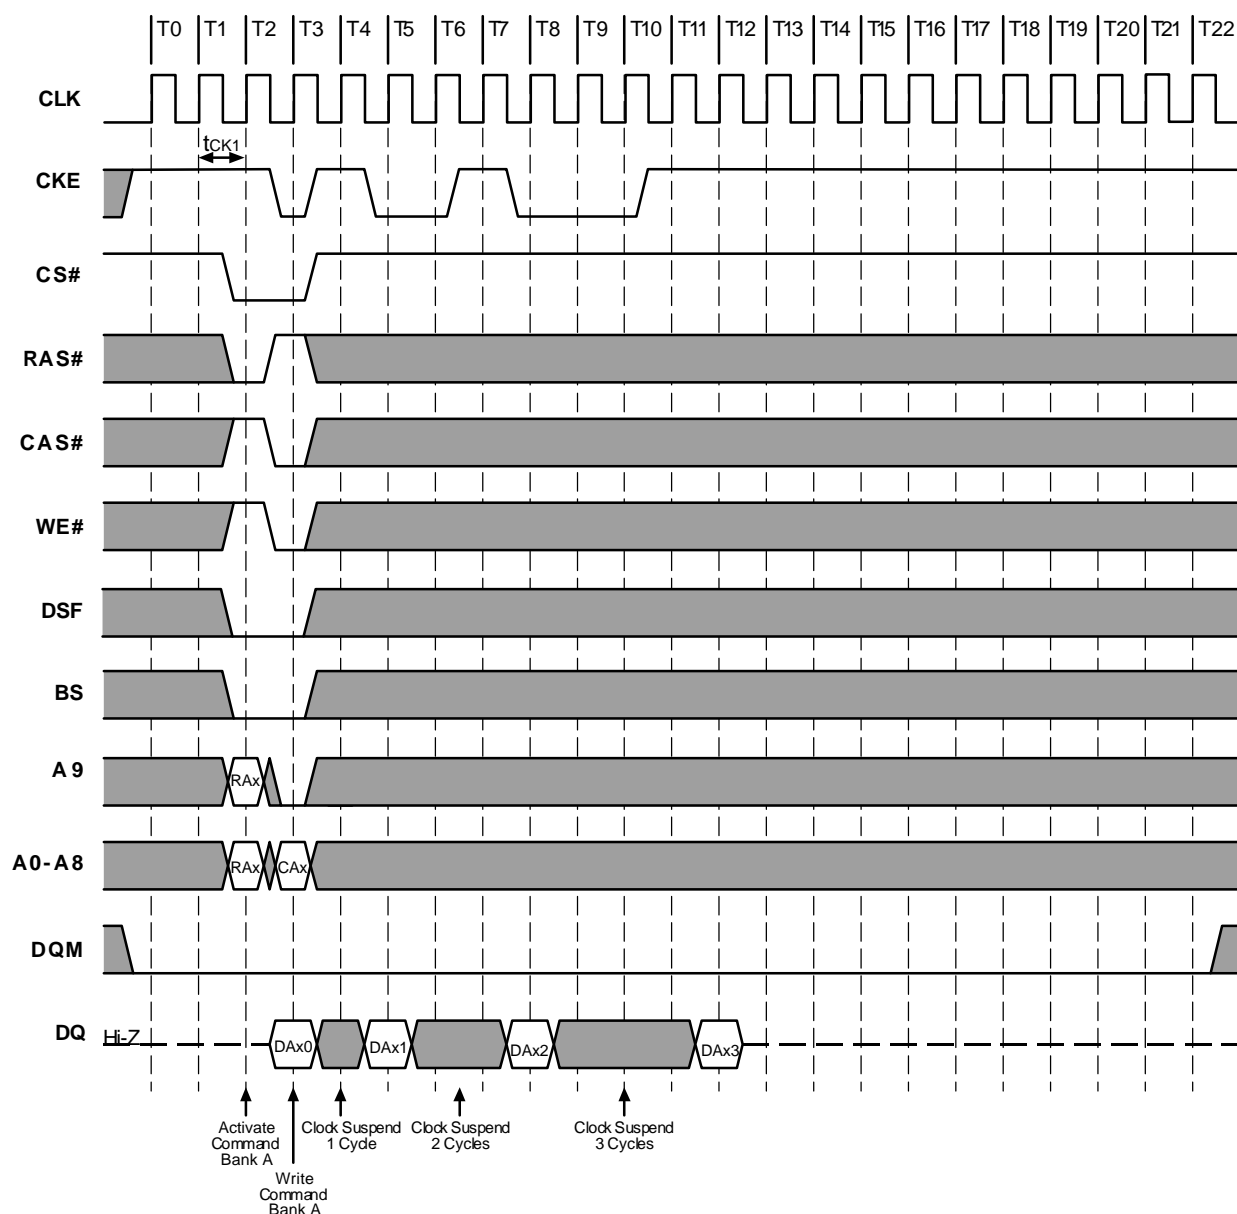 T0 T1 T2 T3 T4 T5 T6 T7 T8 T9 T10 T11 T12 T13 T14 T15 T16 T17 T18 T19 T20 T21 T22
CLK
tCK1
CKE
CS#
RAS#
CAS#
WE#
DSF
BS
A9
RAx
A0-A8
RAx CAx
DQM
DQ Hi-Z
DAx0 DAx1 DAx2 DAx3
Activate
Command
Bank A
Write
Command
Bank A
Clock Suspend
1 Cycle
Clock Suspend
2 Cycles
Clock Suspend
3 Cycles